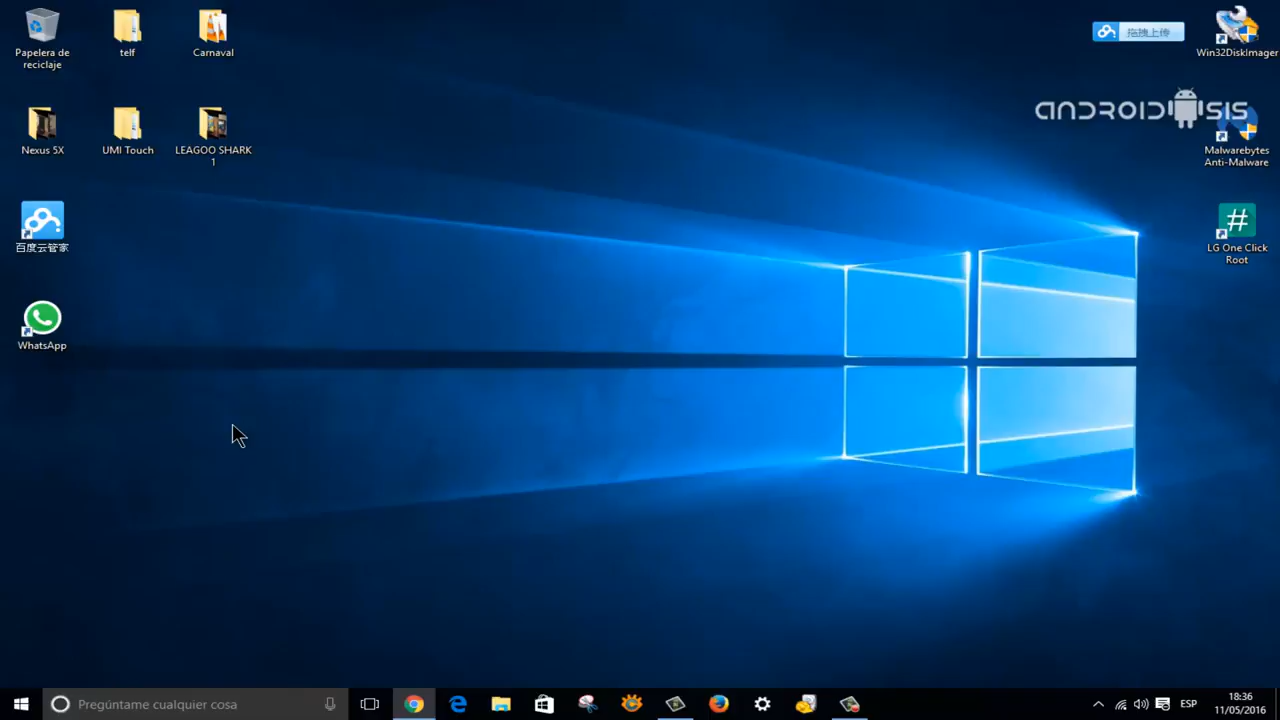 Papelera de
reciclaje
telf
Carnaval
拖拽上传
Win32DiskImager
Nexus 5X
UMI Touch
LEAGOO SHARK
1
ANDROIDSIS
Malwarebytes
Anti-Malware
百度云管家
LG One Click
Root
WhatsApp
Pregúntame cualquier cosa
ESP
18:36
11/05/2016